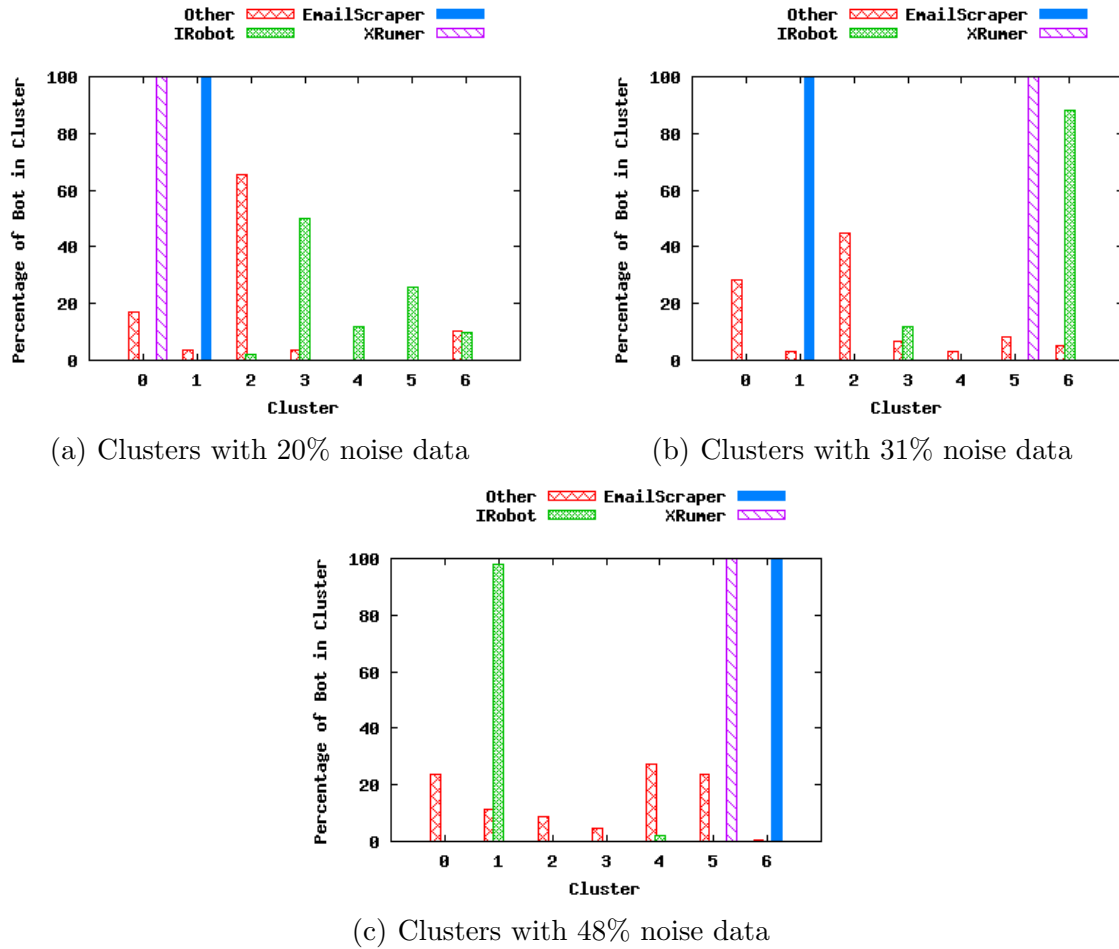 Other EmailScraper
IRobot XRumer
Percentage of Bot in Cluster
100
80
60
40
20
0
0 1 2 3 4 5 6
Cluster
(a) Clusters with 20% noise data
Other EmailScraper
IRobot XRumer
Percentage of Bot in Cluster
100
80
60
40
20
0
0 1 2 3 4 5 6
Cluster
(b) Clusters with 31% noise data
Other EmailScraper
IRobot XRumer
Percentage of Bot in Cluster
100
80
60
40
20
0
0 1 2 3 4 5 6
Cluster
(c) Clusters with 48% noise data